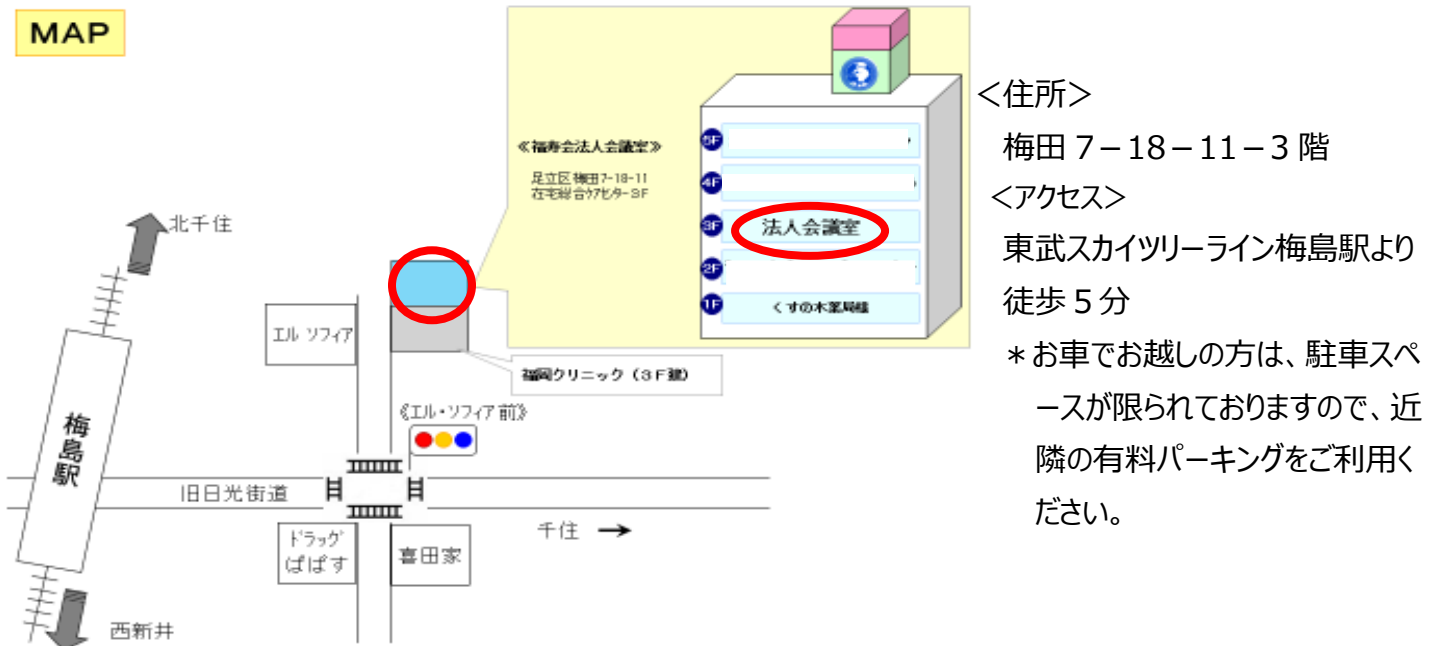 MAP
≪福寿会法人会議室≫
足立区梅田7-18-11
在宅総合ケアセンター3F
5F
4F
3F 法人会議室
2F
1F くすの木薬局様
<住所>
梅田 7-18-11-3 階
<アクセス>
東武スカイツリーライン梅島駅より
徒歩 5 分
*お車でお越しの方は、駐車スペ
ースが限られておりますので、近
隣の有料パーキングをご利用く
ださい。
北千住
エル ソフィア
福岡クリニック(3F建)
≪エル・ソフィア前≫
梅島駅
旧日光街道
千住 →
ドラッグ
ぱぱす
喜田家
西新井